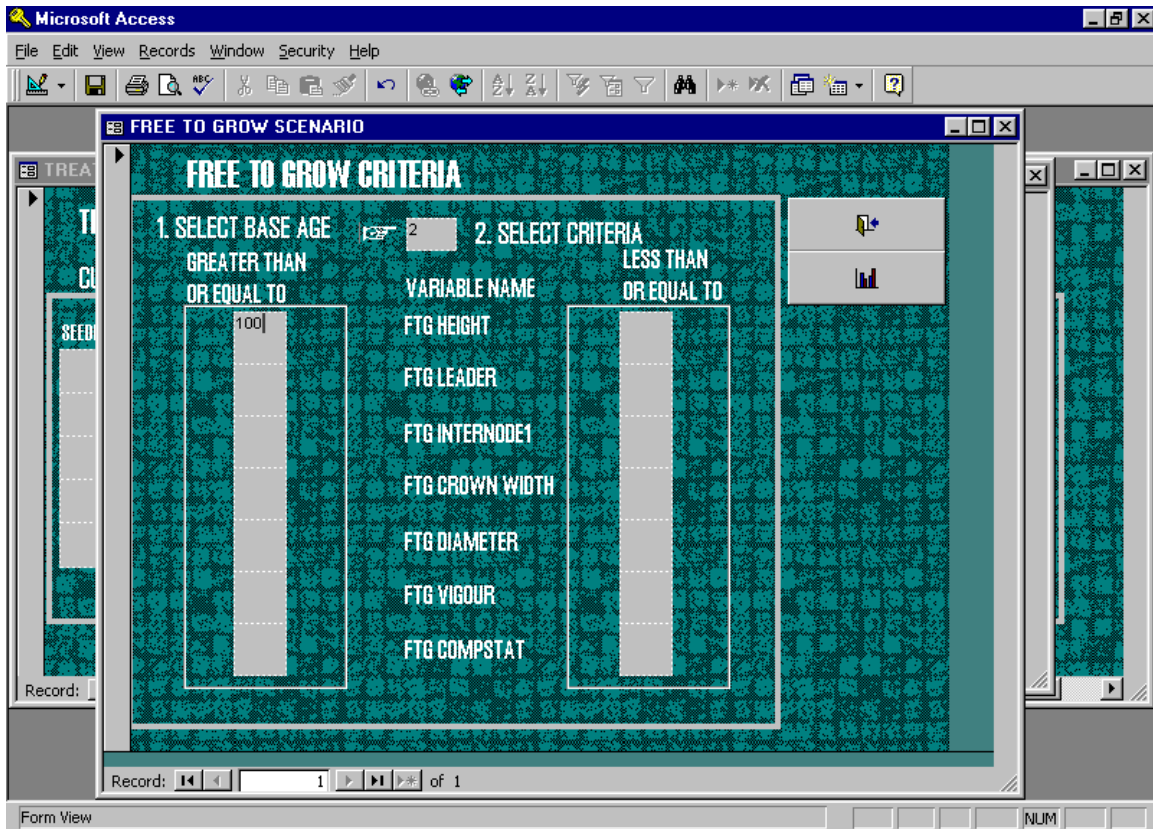 Microsoft Access
File Edit View Records Window Security Help
ABC
FREE TO GROW SCENARIO
TREAT
FREE TO GROW CRITERIA
1. SELECT BASE AGE 2 2. SELECT CRITERIA
GREATER THAN
OR EQUAL TO
VARIABLE NAME
LESS THAN
OR EQUAL TO
100 FTG HEIGHT
FTG LEADER
FTG INTERNODE1
FTG CROWN WIDTH
FTG DIAMETER
FTG VIGOUR
FTG COMPSTAT
Record:
Record: 1 of 1
Form View NUM